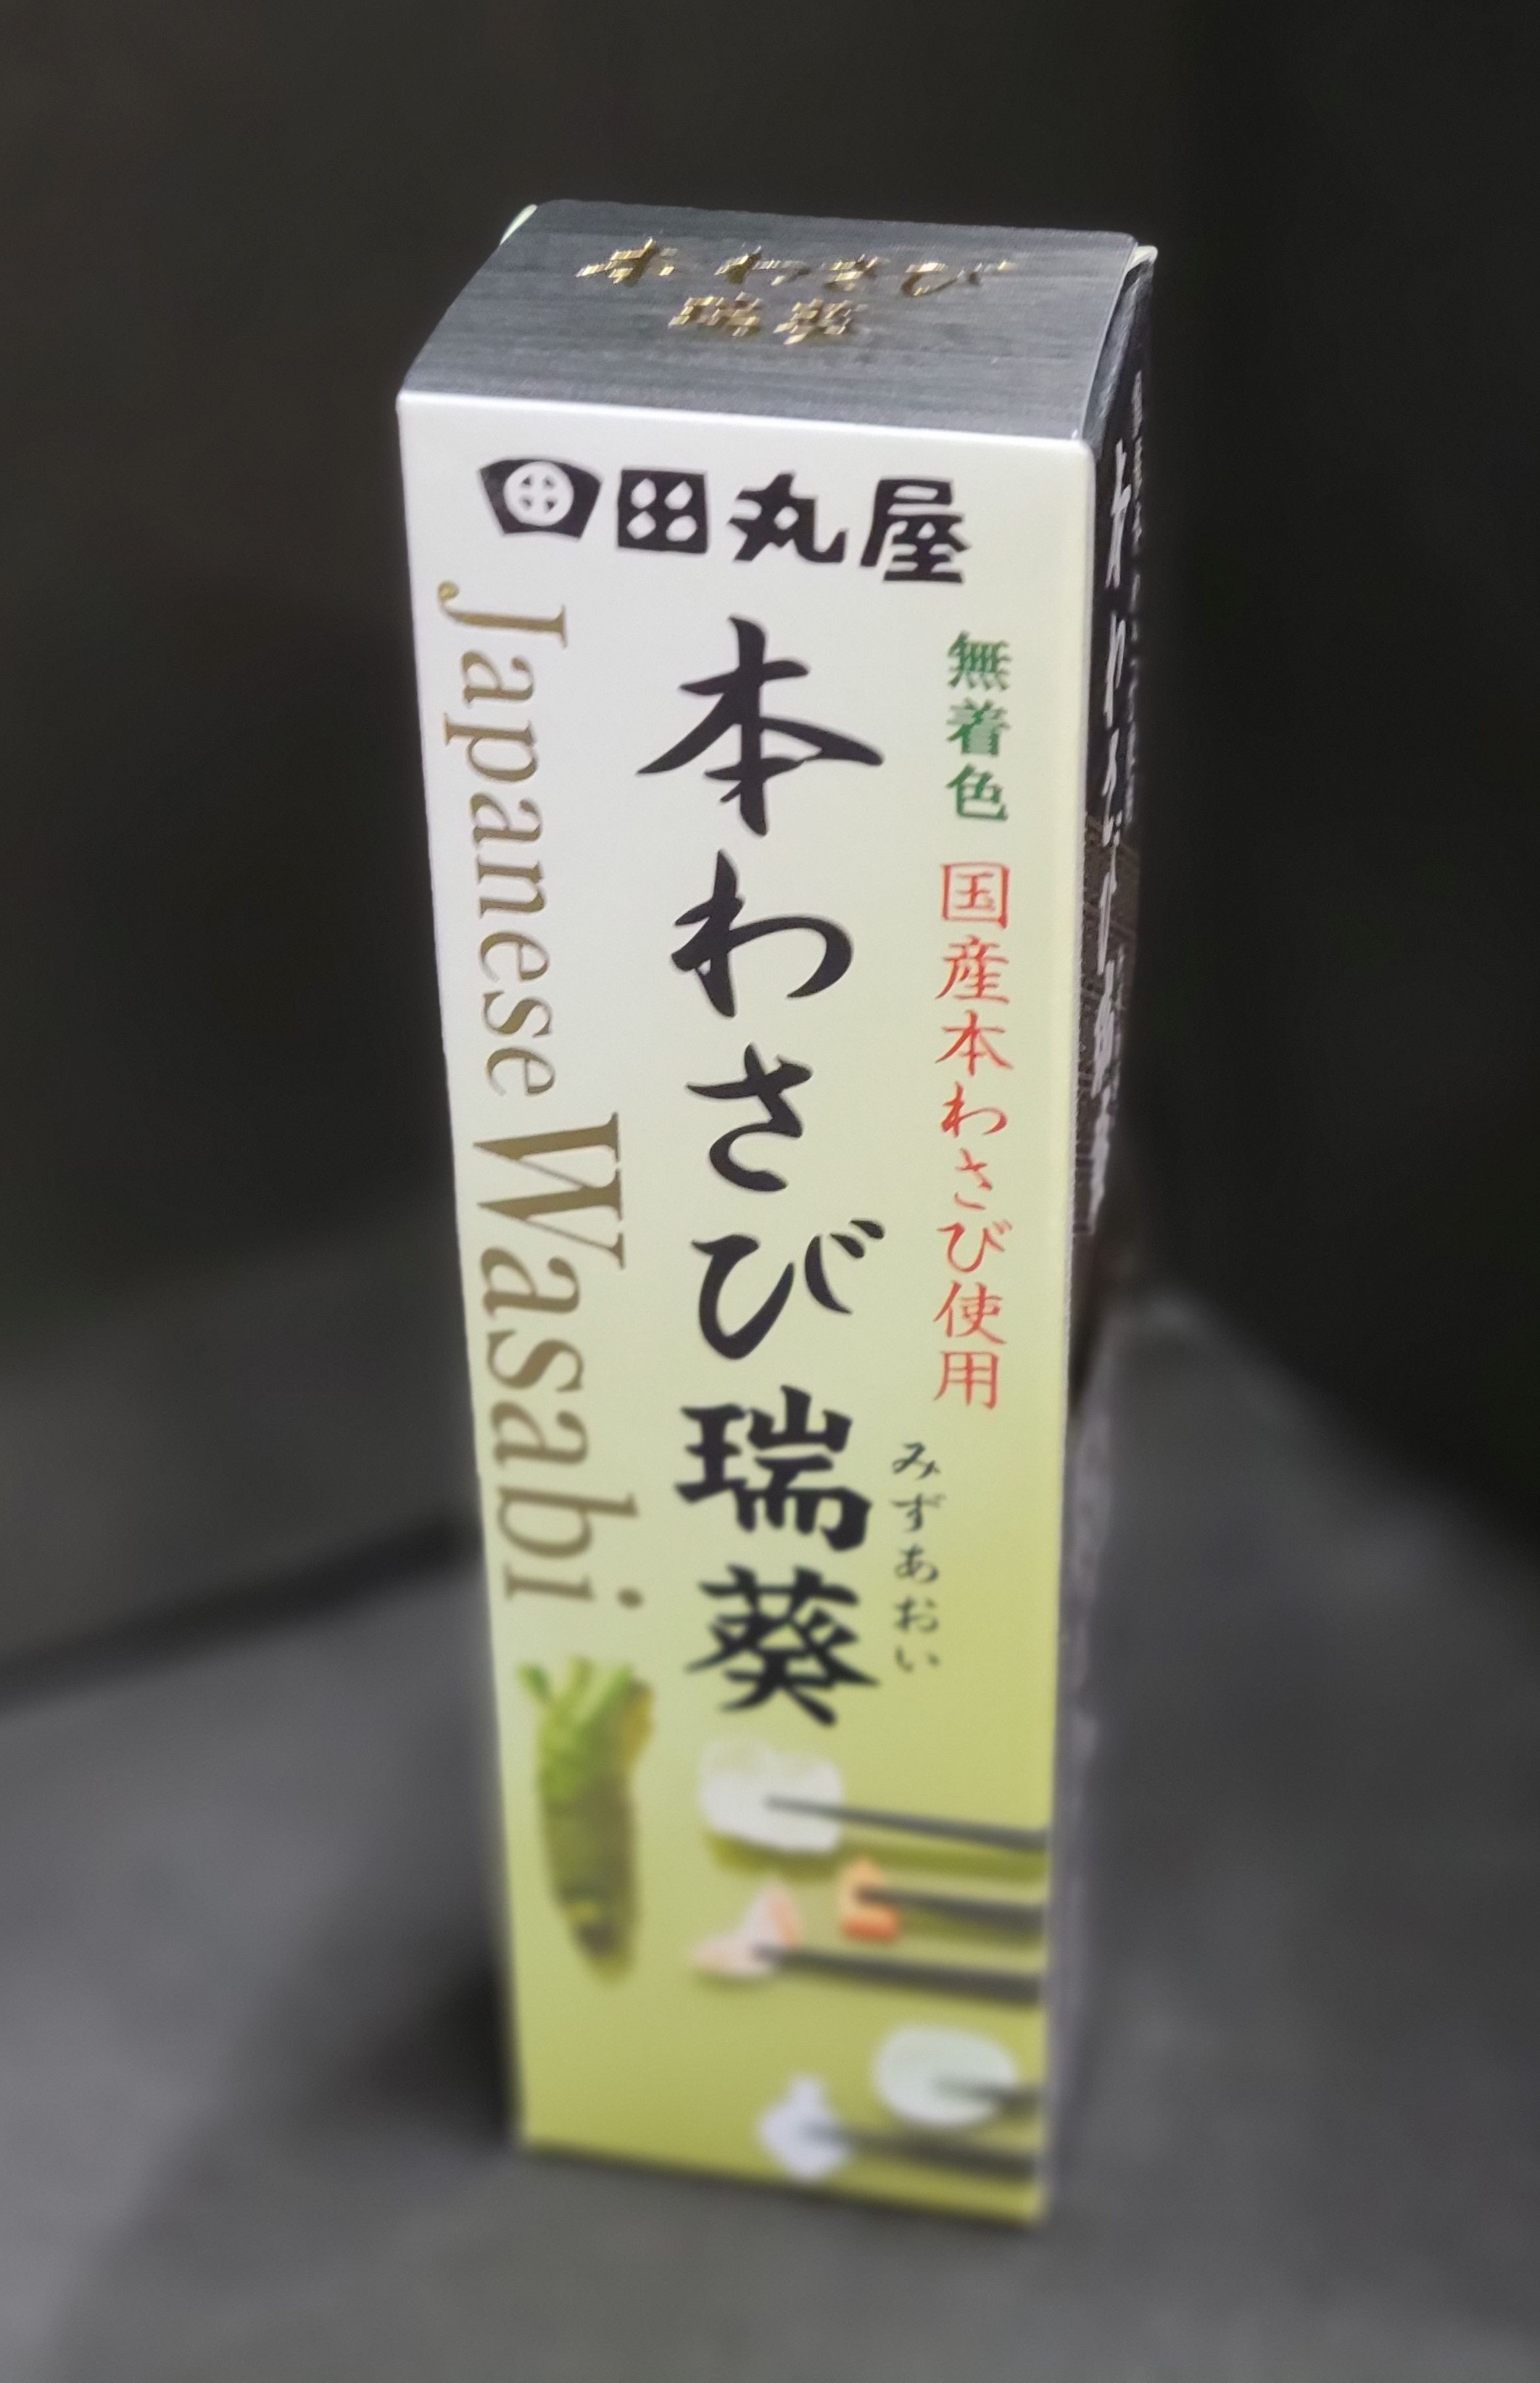 本わさび
瑞葵
田丸屋
無着色 国産本わさび使用
みずあおい
本わさび瑞葵
Japanese Wasabi